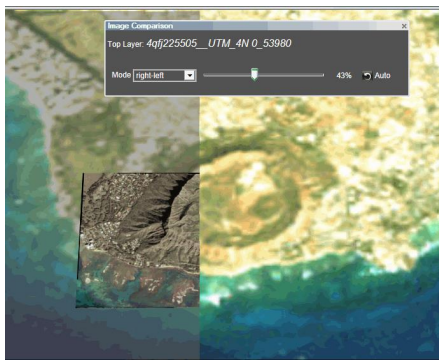 Image Comparison
Top Layer: 4qfj225505__UTM_4N 0_53980
Mode right-left 43% Auto